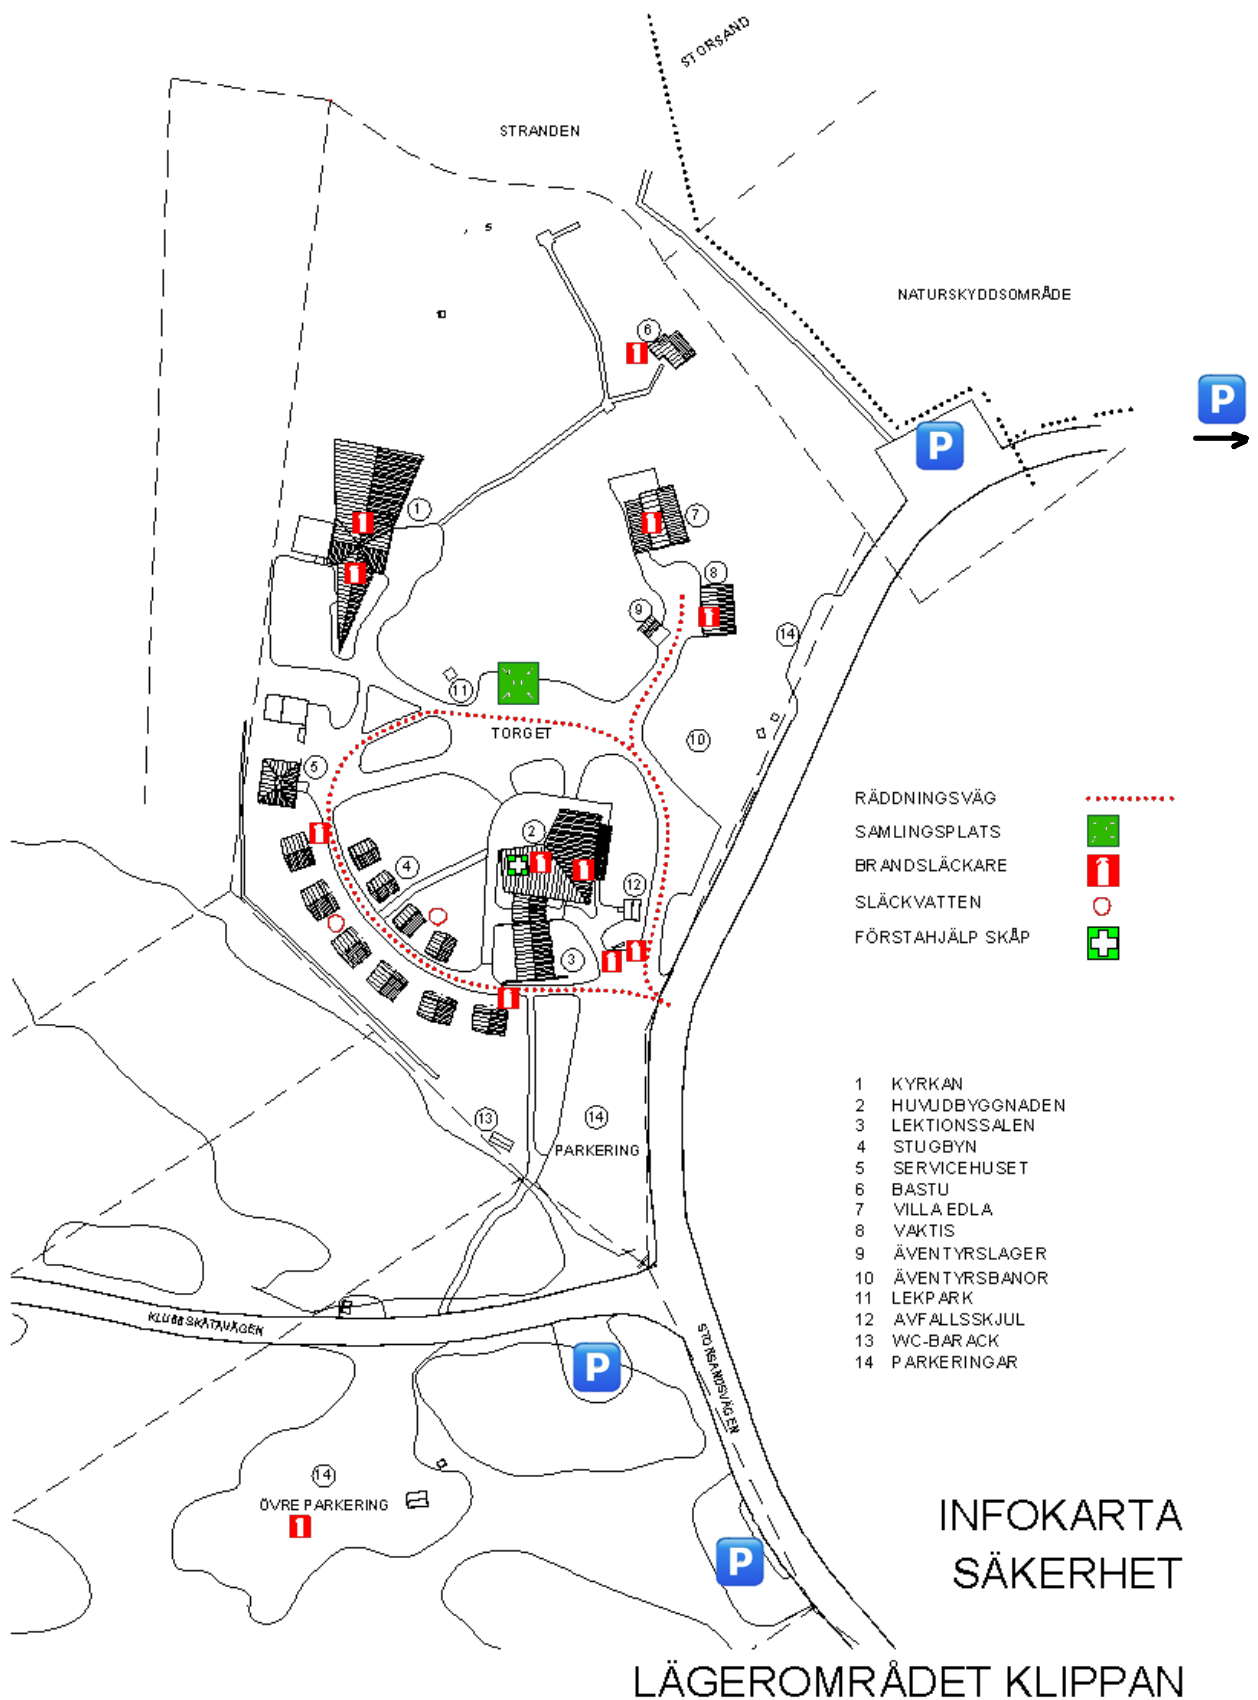 STORSAND
STRANDEN
5
NATURSKYDDSOMRÅDE
6
P
P
1
7
8
9
14
11
TORGET
10
5
2
4
12
3
RÄDDNINGSVÄG
SAMLINGSPLATS
BRANDSLÄCKARE
SLÄCKVATTEN
FÖRSTAHJÄLP SKÅP
13
14
PARKERING
1 KYRKAN
2 HUVUDBYGGNADEN
3 LEKTIONSSALEN
4 STUGBYN
5 SERVICEHUSET
6 BASTU
7 VILLA EDLA
8 VAKTIS
9 ÄVENTYRSLAGER
10 ÄVENTYRSBANOR
11 LEKPARK
12 AVFALLSSKJUL
13 WC-BARACK
14 PARKERINGAR
KLUBBSKATAVÄGEN
STORSANDSVÄGEN
P
14
ÖVRE PARKERING
P
INFOKARTA
SÄKERHET
LÄGEROMRÅDET KLIPPAN